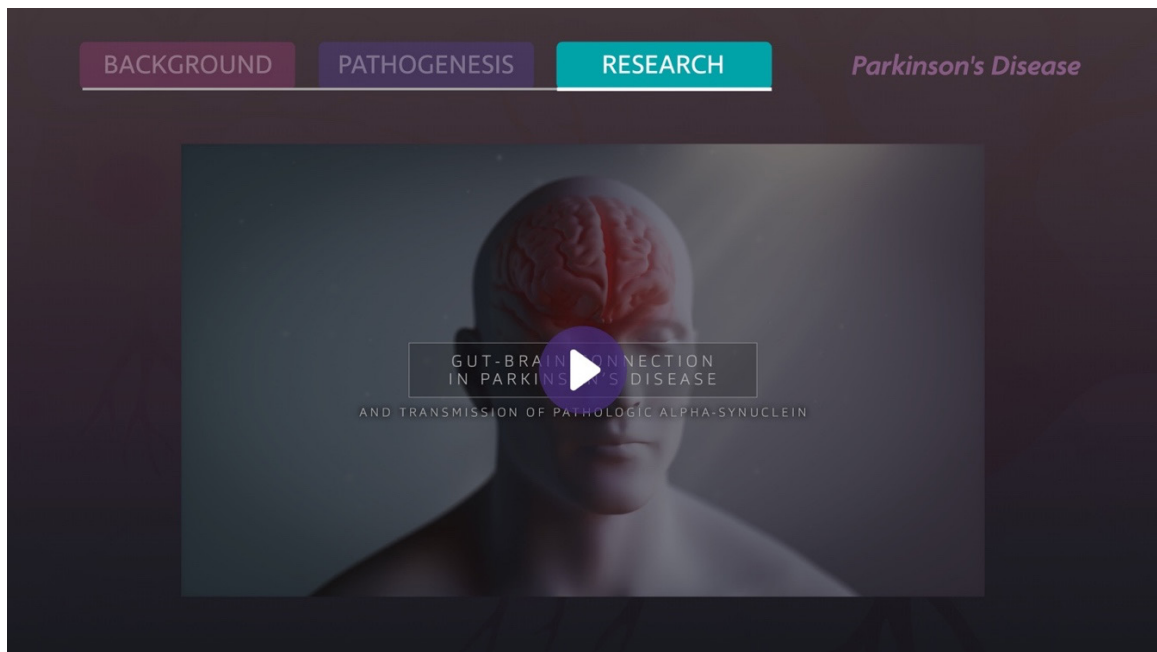 BACKGROUND
PATHOGENESIS
RESEARCH
Parkinson's Disease
GUT-BRAIN CONNECTION
IN PARKINSON'S DISEASE
AND TRANSMISSION OF PATHOLOGIC ALPHA-SYNUCLEIN